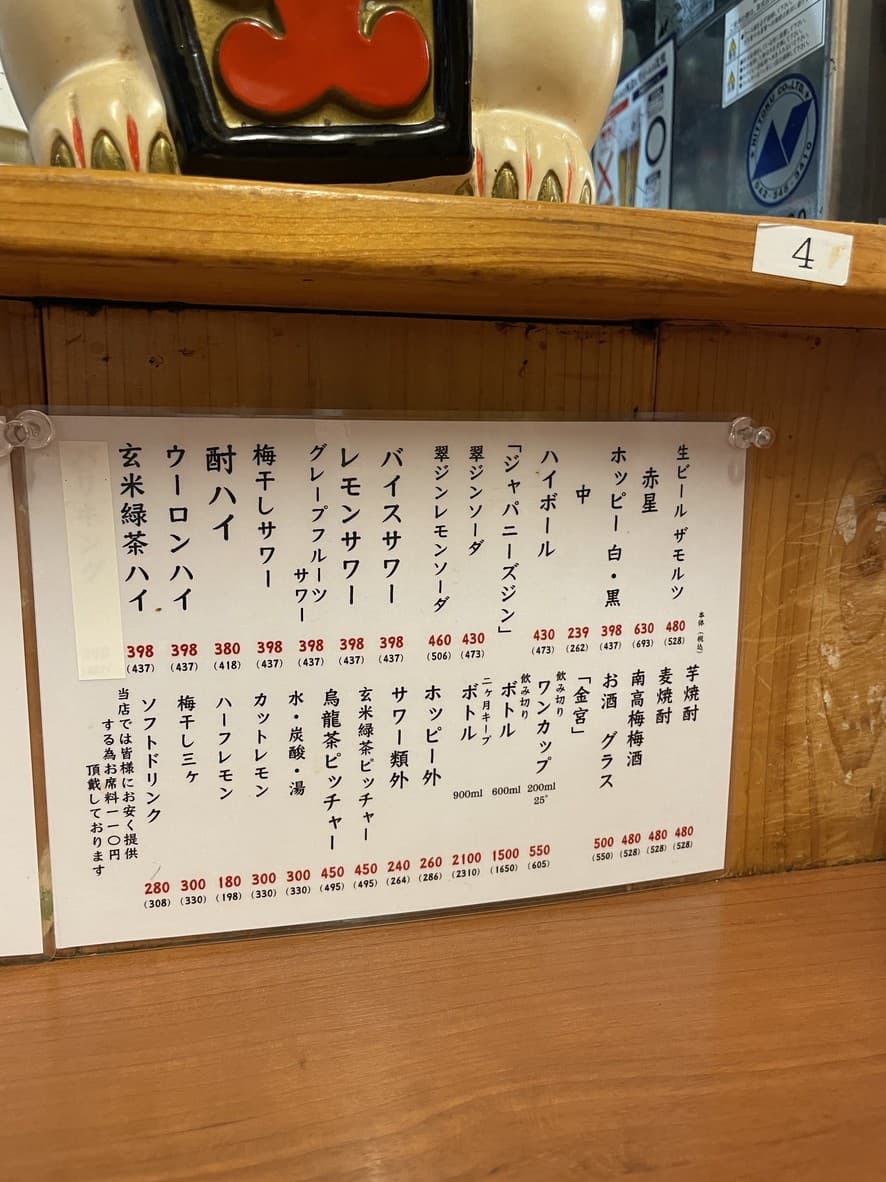 HITTOKU CO.,LTD.
042-540-0910
4
本体(税込)
生ビール ザモルツ 480 (528)
赤星 630 (693)
ホッピー 白・黒 398 (437)
中 239 (262)
ハイボール 430 (473)
「ジャパニーズジン」
翠ジンソーダ 430 (473)
翠ジンレモンソーダ 460 (506)
バイスサワー 398 (437)
レモンサワー 398 (437)
グレープフルーツ
サワー 398 (437)
梅干しサワー 398 (437)
酎ハイ 380 (418)
ウーロンハイ 398 (437)
玄米緑茶ハイ 398 (437)
芋焼酎 480 (528)
麦焼酎 480 (528)
南高梅梅酒 480 (528)
お酒 グラス 500 (550)
「金宮」
飲み切り
ワンカップ 200ml 25° 550 (605)
飲み切り
ボトル 600ml 1500 (1650)
二ヶ月キープ
ボトル 900ml 2100 (2310)
ホッピー外 260 (286)
サワー類外 240 (264)
玄米緑茶ピッチャー 450 (495)
烏龍茶ピッチャー 450 (495)
水・炭酸・湯 300 (330)
カットレモン 300 (330)
ハーフレモン 180 (198)
梅干し三ヶ 300 (330)
ソフトドリンク 280 (308)
当店では皆様にお安く提供
する為お席料一一〇円
頂戴しております